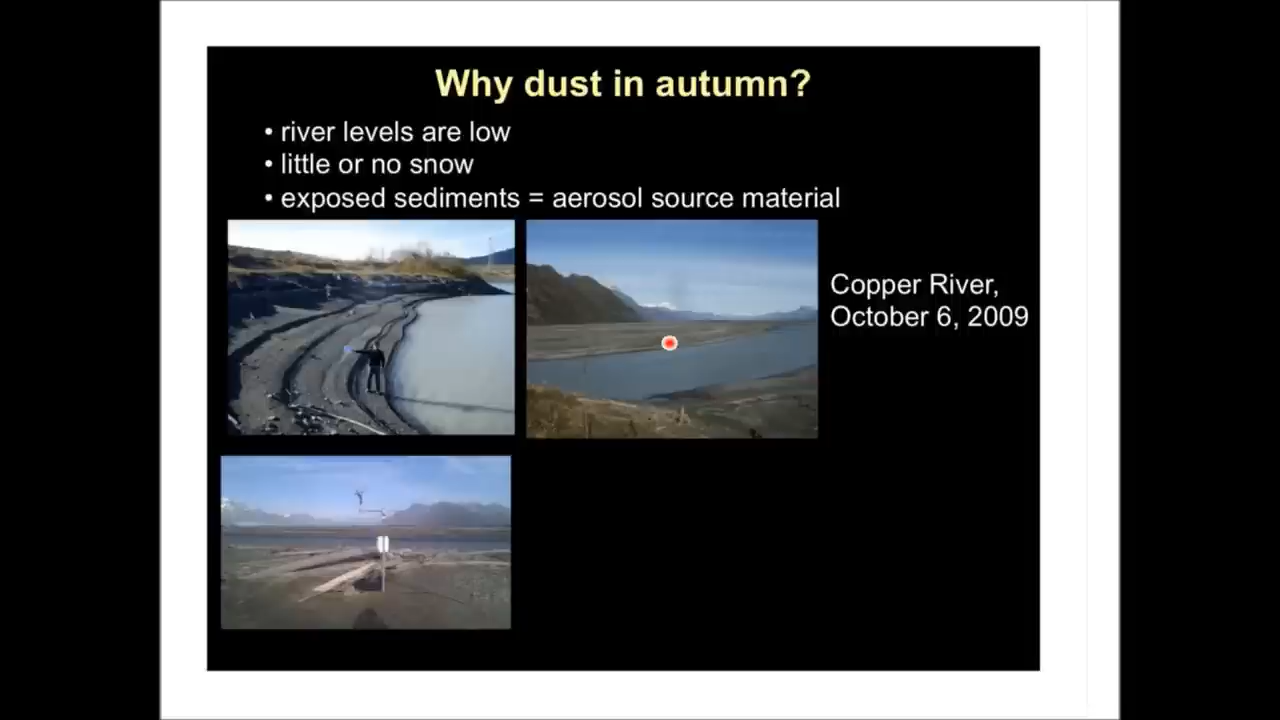 Why dust in autumn?
• river levels are low
• little or no snow
• exposed sediments = aerosol source material
Copper River,
October 6, 2009